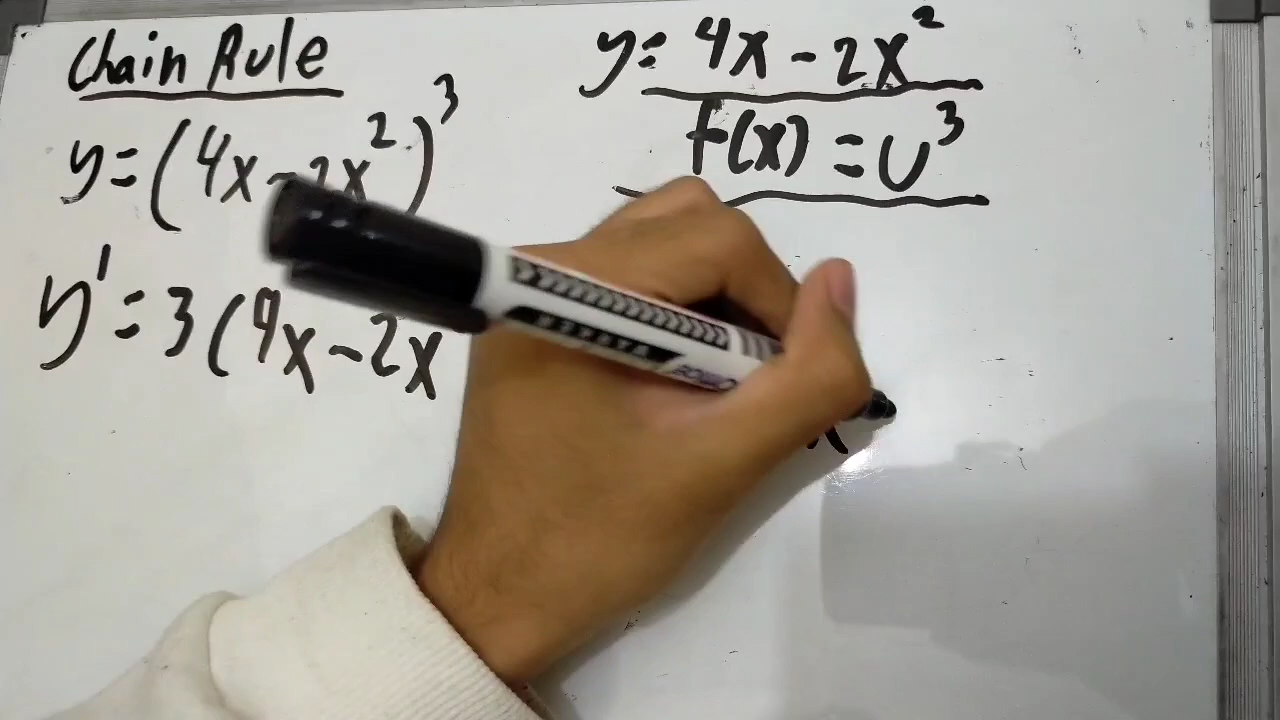 Chain Rule
y=(4x-2x²)³
y'=3(4x-2x
y=4x-2x²
F(x)=U³
x